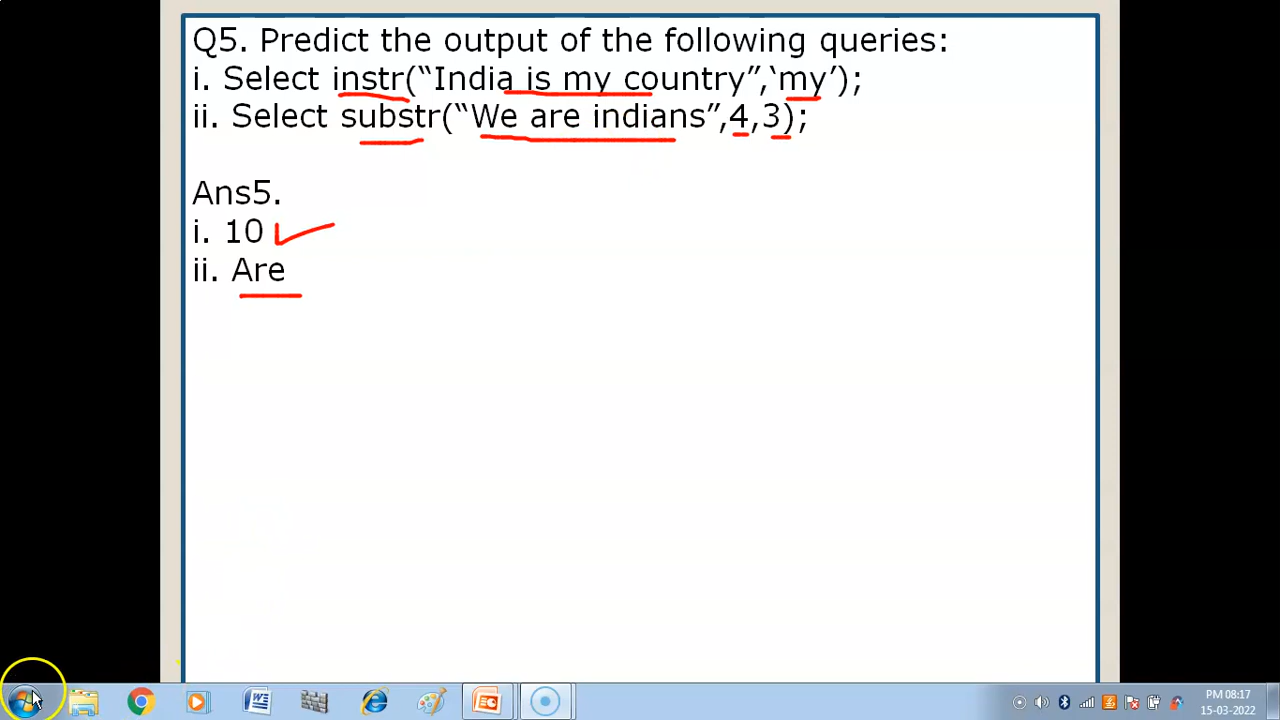 Q5. Predict the output of the following queries:
i. Select instr(“India is my country”,‘my’);
ii. Select substr(“We are indians”,4,3);
Ans5.
i. 10
ii. Are
PM 08:17
15-03-2022